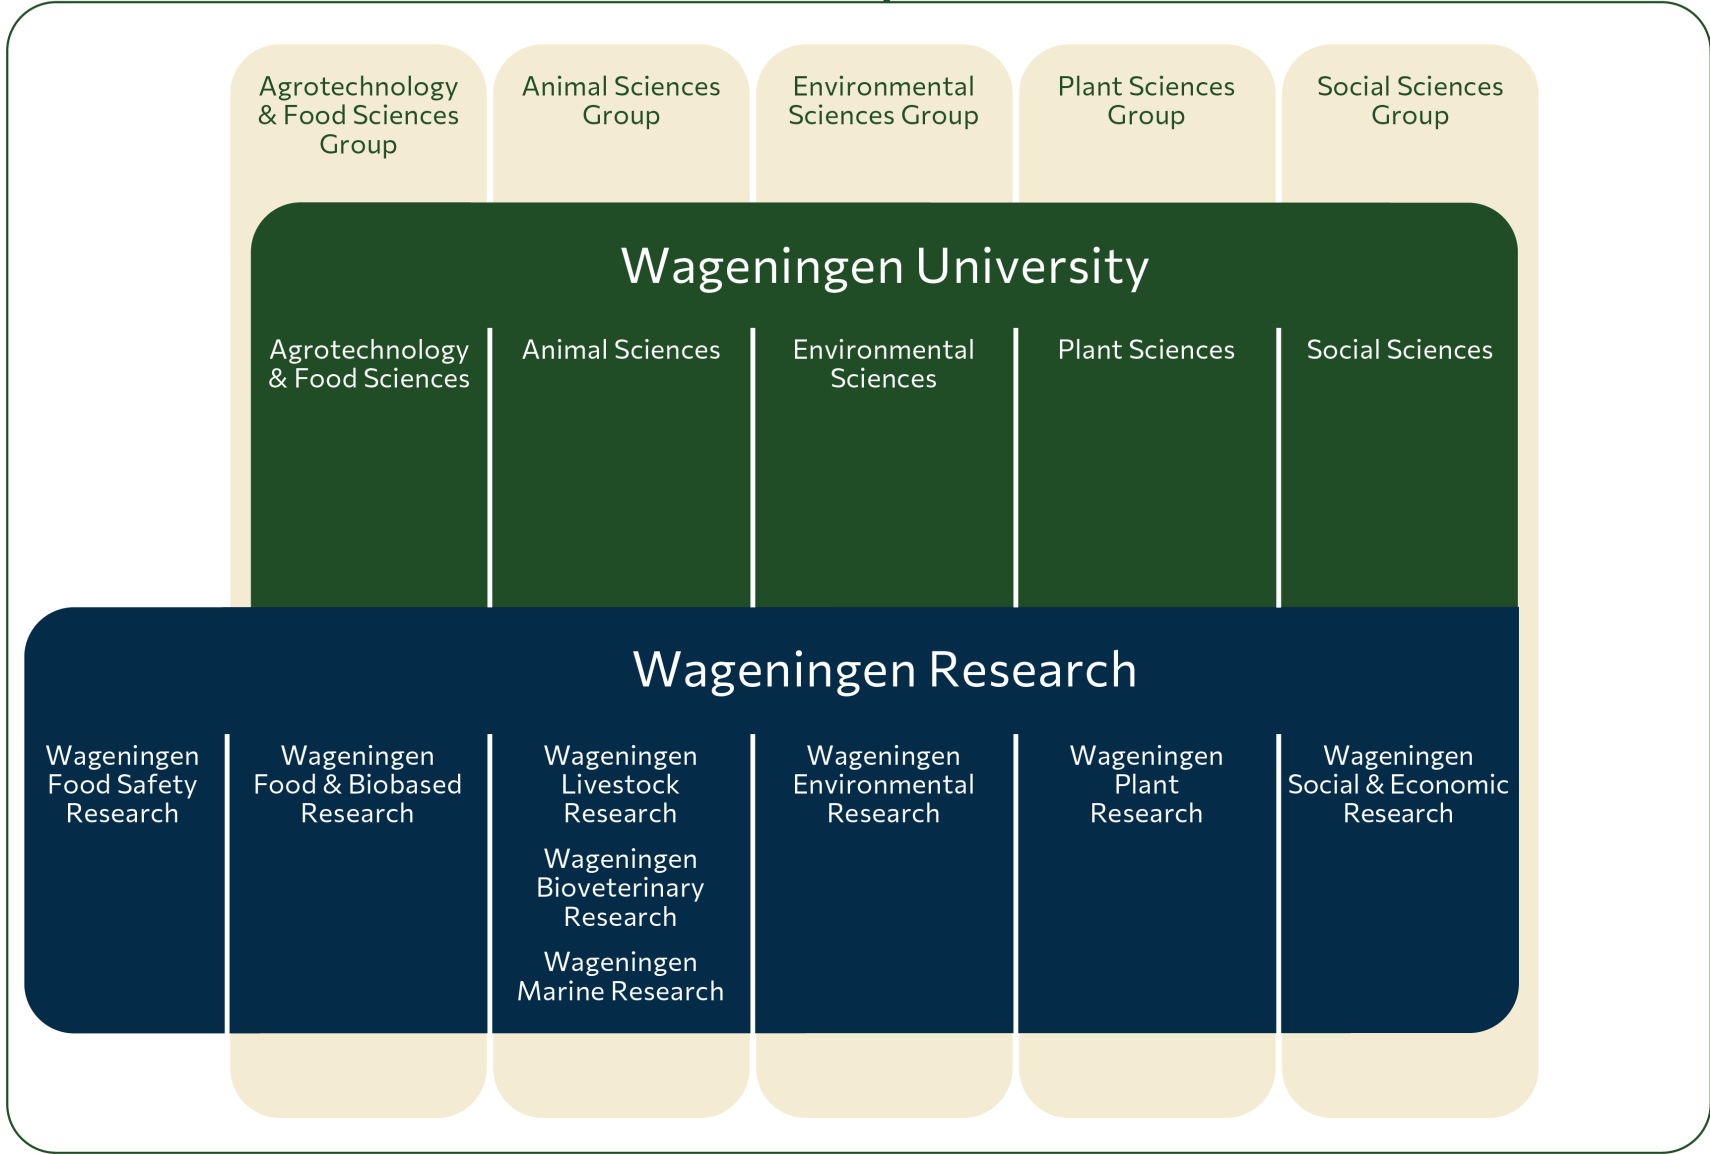 Agrotechnology
& Food Sciences
Group
Animal Sciences
Group
Environmental
Sciences Group
Plant Sciences
Group
Social Sciences
Group
Wageningen University
Agrotechnology
& Food Sciences
Animal Sciences
Environmental
Sciences
Plant Sciences
Social Sciences
Wageningen Research
Wageningen
Food Safety
Research
Wageningen
Food & Biobased
Research
Wageningen
Livestock
Research
Wageningen
Bioveterinary
Research
Wageningen
Marine Research
Wageningen
Environmental
Research
Wageningen
Plant
Research
Wageningen
Social & Economic
Research